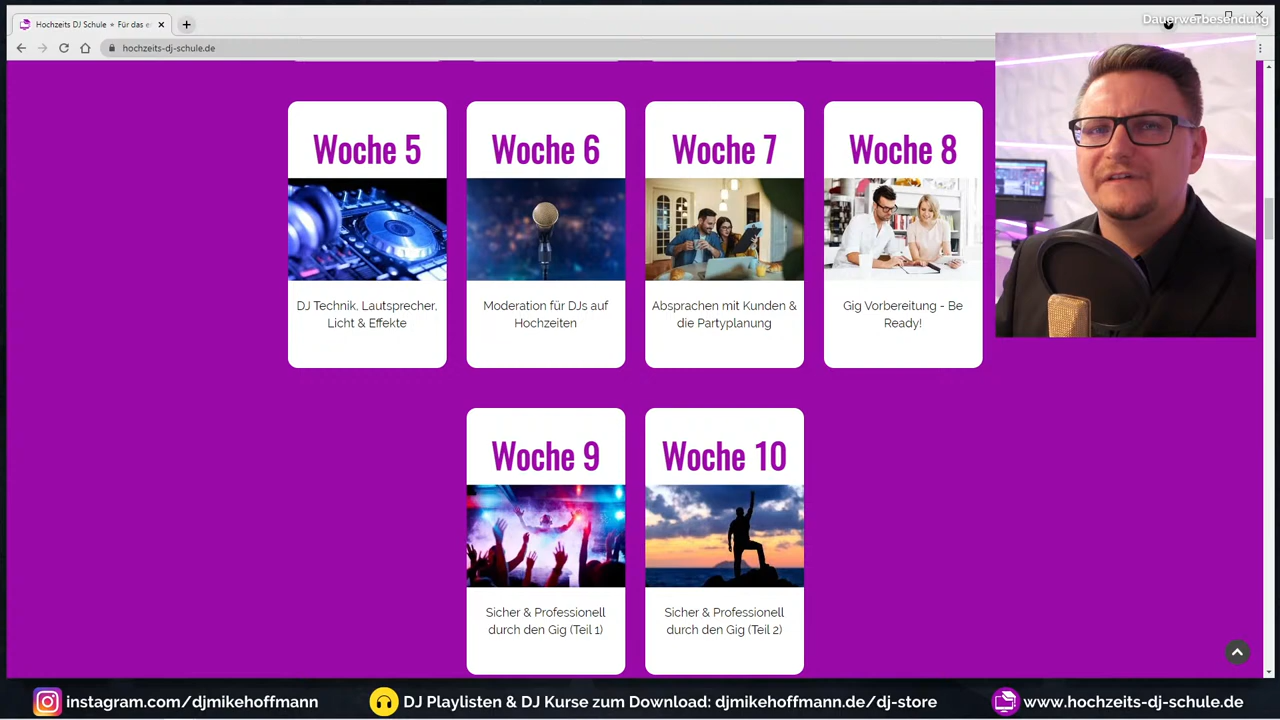 Dauerwerbesendung
Hochzeits DJ Schule ⭐ Für das e
hochzeits-dj-schule.de
Woche 5
DJ Technik, Lautsprecher,
Licht & Effekte
Woche 6
Moderation für DJs auf
Hochzeiten
Woche 7
Absprachen mit Kunden &
die Partyplanung
Woche 8
Gig Vorbereitung - Be
Ready!
Woche 9
Sicher & Professionell
durch den Gig (Teil 1)
Woche 10
Sicher & Professionell
durch den Gig (Teil 2)
instagram.com/djmikehoffmann
DJ Playlisten & DJ Kurse zum Download: djmikehoffmann.de/dj-store
www.hochzeits-dj-schule.de